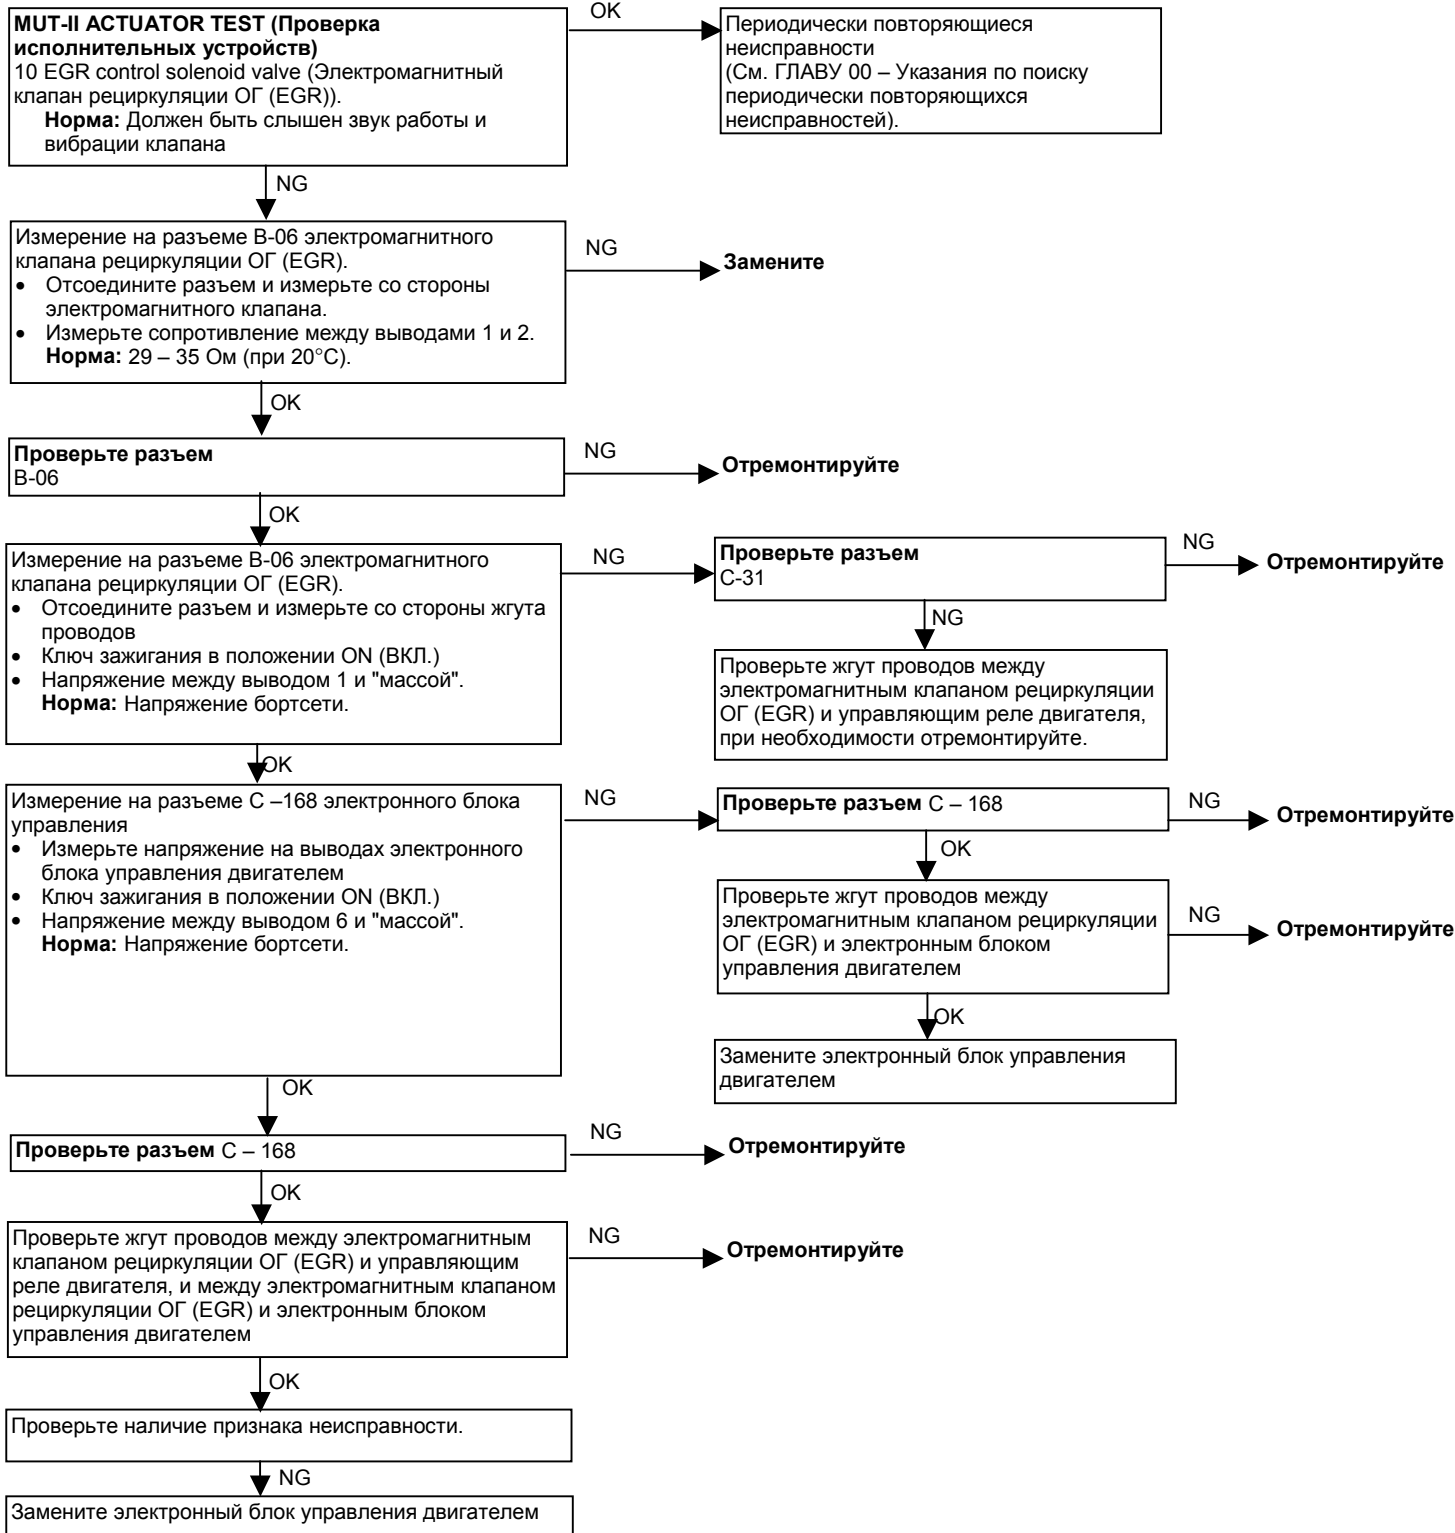 MUT-II ACTUATOR TEST (Проверка
исполнительных устройств)
10 EGR control solenoid valve (Электромагнитный
клапан рециркуляции ОГ (EGR)).
Норма: Должен быть слышен звук работы и
вибрации клапана
OK
Периодически повторяющиеся
неисправности
(См. ГЛАВУ 00 – Указания по поиску
периодически повторяющихся
неисправностей).
NG
Измерение на разъеме B-06 электромагнитного
клапана рециркуляции ОГ (EGR).
• Отсоедините разъем и измерьте со стороны
электромагнитного клапана.
• Измерьте сопротивление между выводами 1 и 2.
Норма: 29 – 35 Ом (при 20°C).
NG
Замените
OK
Проверьте разъем
B-06
NG
Отремонтируйте
OK
Измерение на разъеме B-06 электромагнитного
клапана рециркуляции ОГ (EGR).
• Отсоедините разъем и измерьте со стороны жгута
проводов
• Ключ зажигания в положении ON (ВКЛ.)
• Напряжение между выводом 1 и "массой".
Норма: Напряжение бортсети.
NG
Проверьте разъем
C-31
NG
Отремонтируйте
NG
Проверьте жгут проводов между
электромагнитным клапаном рециркуляции
ОГ (EGR) и управляющим реле двигателя,
при необходимости отремонтируйте.
OK
Измерение на разъеме C –168 электронного блока
управления
• Измерьте напряжение на выводах электронного
блока управления двигателем
• Ключ зажигания в положении ON (ВКЛ.)
• Напряжение между выводом 6 и "массой".
Норма: Напряжение бортсети.
NG
Проверьте разъем C – 168
NG
Отремонтируйте
OK
Проверьте жгут проводов между
электромагнитным клапаном рециркуляции
ОГ (EGR) и электронным блоком
управления двигателем
NG
Отремонтируйте
OK
Замените электронный блок управления
двигателем
OK
Проверьте разъем C – 168
NG
Отремонтируйте
OK
Проверьте жгут проводов между электромагнитным
клапаном рециркуляции ОГ (EGR) и управляющим
реле двигателя, и между электромагнитным клапаном
рециркуляции ОГ (EGR) и электронным блоком
управления двигателем
NG
Отремонтируйте
OK
Проверьте наличие признака неисправности.
NG
Замените электронный блок управления двигателем